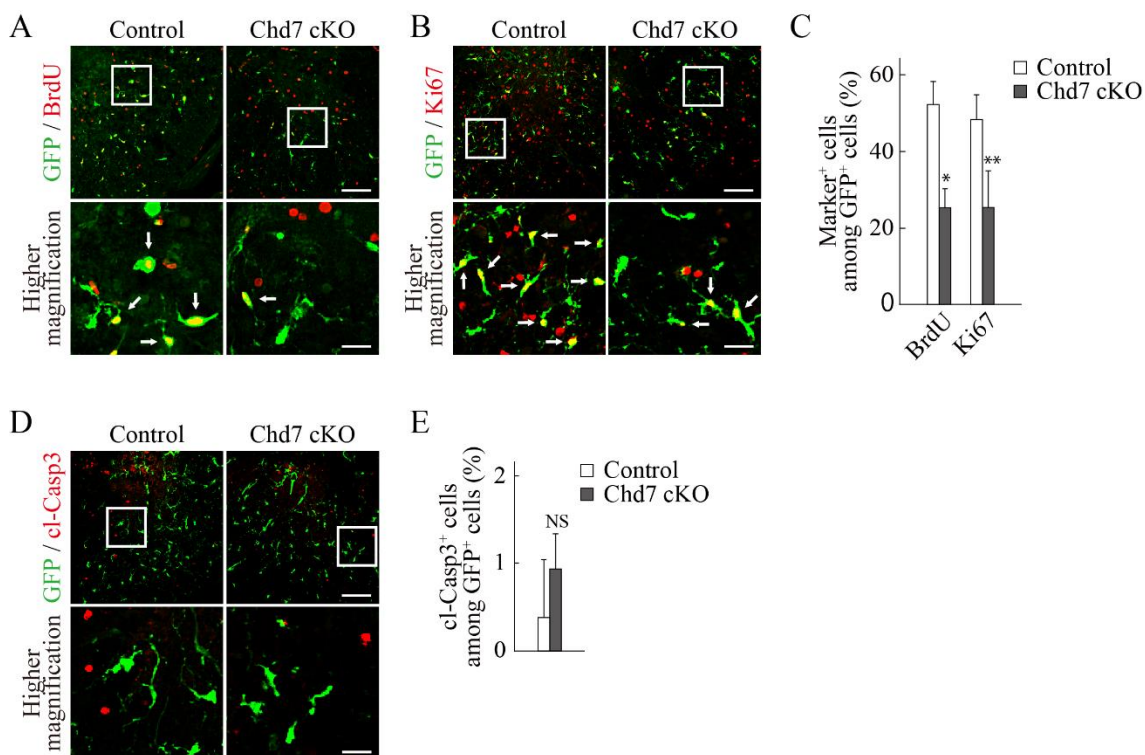 A
Control
Chd7 cKO
GFP / BrdU
Higher
magnification
B
Control
Chd7 cKO
GFP / Ki67
Higher
magnification
C
Control
Chd7 cKO
Marker⁺ cells
among GFP⁺ cells (%)
60
40
20
0
*
**
BrdU
Ki67
D
Control
Chd7 cKO
GFP / cl-Casp3
Higher
magnification
E
Control
Chd7 cKO
cl-Casp3⁺ cells
among GFP⁺ cells (%)
2
1
0
NS